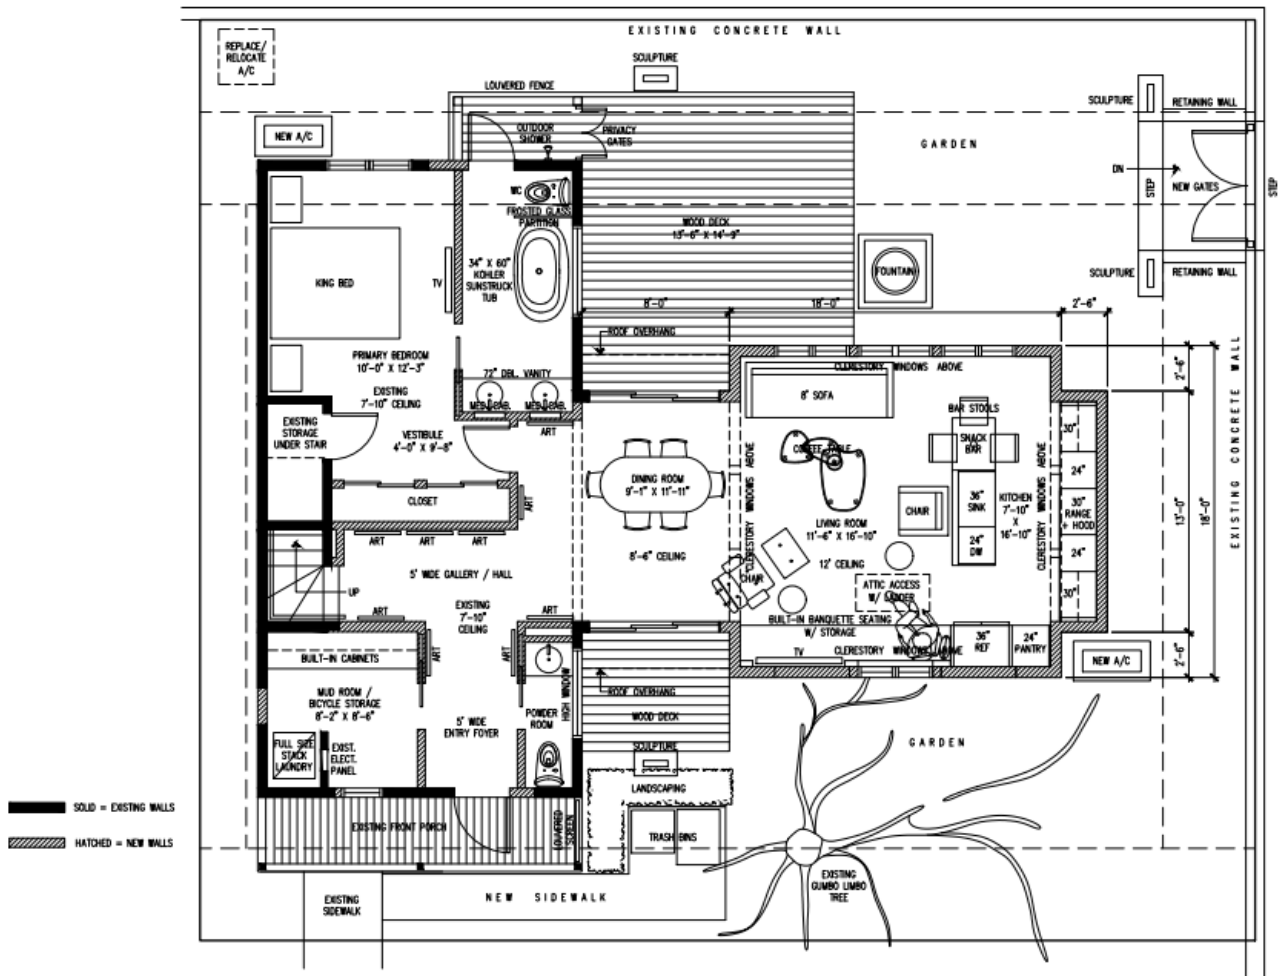 EXISTING CONCRETE WALL
REPLACE/
RELOCATE
A/C
SCULPTURE
LOUVERED FENCE
SCULPTURE
RETAINING WALL
NEW A/C
OUTDOOR
SHOWER
PRIVACY
GATES
GARDEN
DN
NEW GATES
STEP
STEP
WC
FROSTED GLASS
PARTITION
WOOD DECK
13'-6" X 14'-9"
34" X 60"
KOHLER
SUNSTRUCK
TUB
KING BED
TV
FOUNTAIN
SCULPTURE
RETAINING WALL
8'-0"
18'-0"
2'-6"
ROOF OVERHANG
PRIMARY BEDROOM
10'-0" X 12'-3"
EXISTING
7'-10" CEILING
72" DBL. VANITY
MED. CAB.
MED. CAB.
CLERESTORY WINDOWS ABOVE
2'-6"
EXISTING CONCRETE WALL
8' SOFA
BAR STOOLS
EXISTING
STORAGE
UNDER STAIR
VESTIBULE
4'-0" X 9'-8"
ART
SNACK
BAR
30"
COFFEE TABLE
CLERESTORY WINDOWS ABOVE
CLERESTORY WINDOWS ABOVE
24"
DINING ROOM
9'-1" X 11'-11"
CLOSET
ART
36"
SINK
KITCHEN
7'-10"
X
16'-10"
30"
RANGE
+ HOOD
CHAIR
LIVING ROOM
11'-6" X 16'-10"
13'-0"
18'-0"
ART
ART
ART
24"
DW
24"
8'-6" CEILING
12' CEILING
5' WIDE GALLERY / HALL
CHAIR
ATTIC ACCESS
W/ LADDER
30"
UP
EXISTING
7'-10"
CEILING
ART
ART
BUILT-IN BANQUETTE SEATING
W/ STORAGE
36"
REF
24"
PANTRY
CLERESTORY WINDOWS ABOVE
TV
2'-6"
NEW A/C
BUILT-IN CABINETS
ART
ART
HIGH WINDOW
ROOF OVERHANG
MUD ROOM /
BICYCLE STORAGE
8'-2" X 8'-6"
5' WIDE
ENTRY FOYER
POWDER
ROOM
WOOD DECK
GARDEN
FULL SIZE
STACK
LAUNDRY
EXIST.
ELECT.
PANEL
SCULPTURE
LANDSCAPING
SOLID = EXISTING WALLS
EXISTING FRONT PORCH
LOUVERED
SCREEN
TRASH BINS
HATCHED = NEW WALLS
EXISTING
GUMBO LIMBO
TREE
EXISTING
SIDEWALK
NEW SIDEWALK